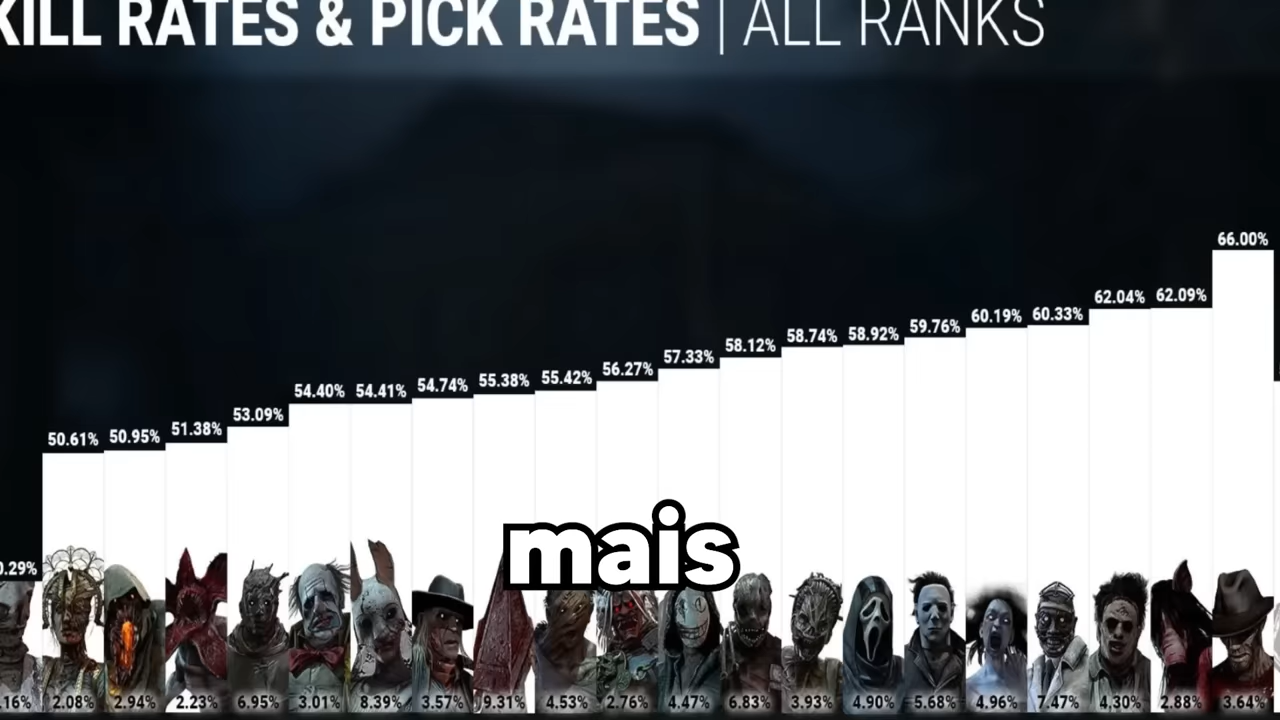 KILL RATES & PICK RATES | ALL RANKS
66.00%
62.04% 62.09%
60.19% 60.33%
58.74% 58.92% 59.76%
57.33% 58.12%
55.38% 55.42% 56.27%
54.40% 54.41% 54.74%
53.09%
50.61% 50.95% 51.38%
mais
0.29%
.16% 2.08% 2.94% 2.23% 6.95% 3.01% 8.39% 3.57% 9.31% 4.53% 2.76% 4.47% 6.83% 3.93% 4.90% 5.68% 4.96% 7.47% 4.30% 2.88% 3.64%